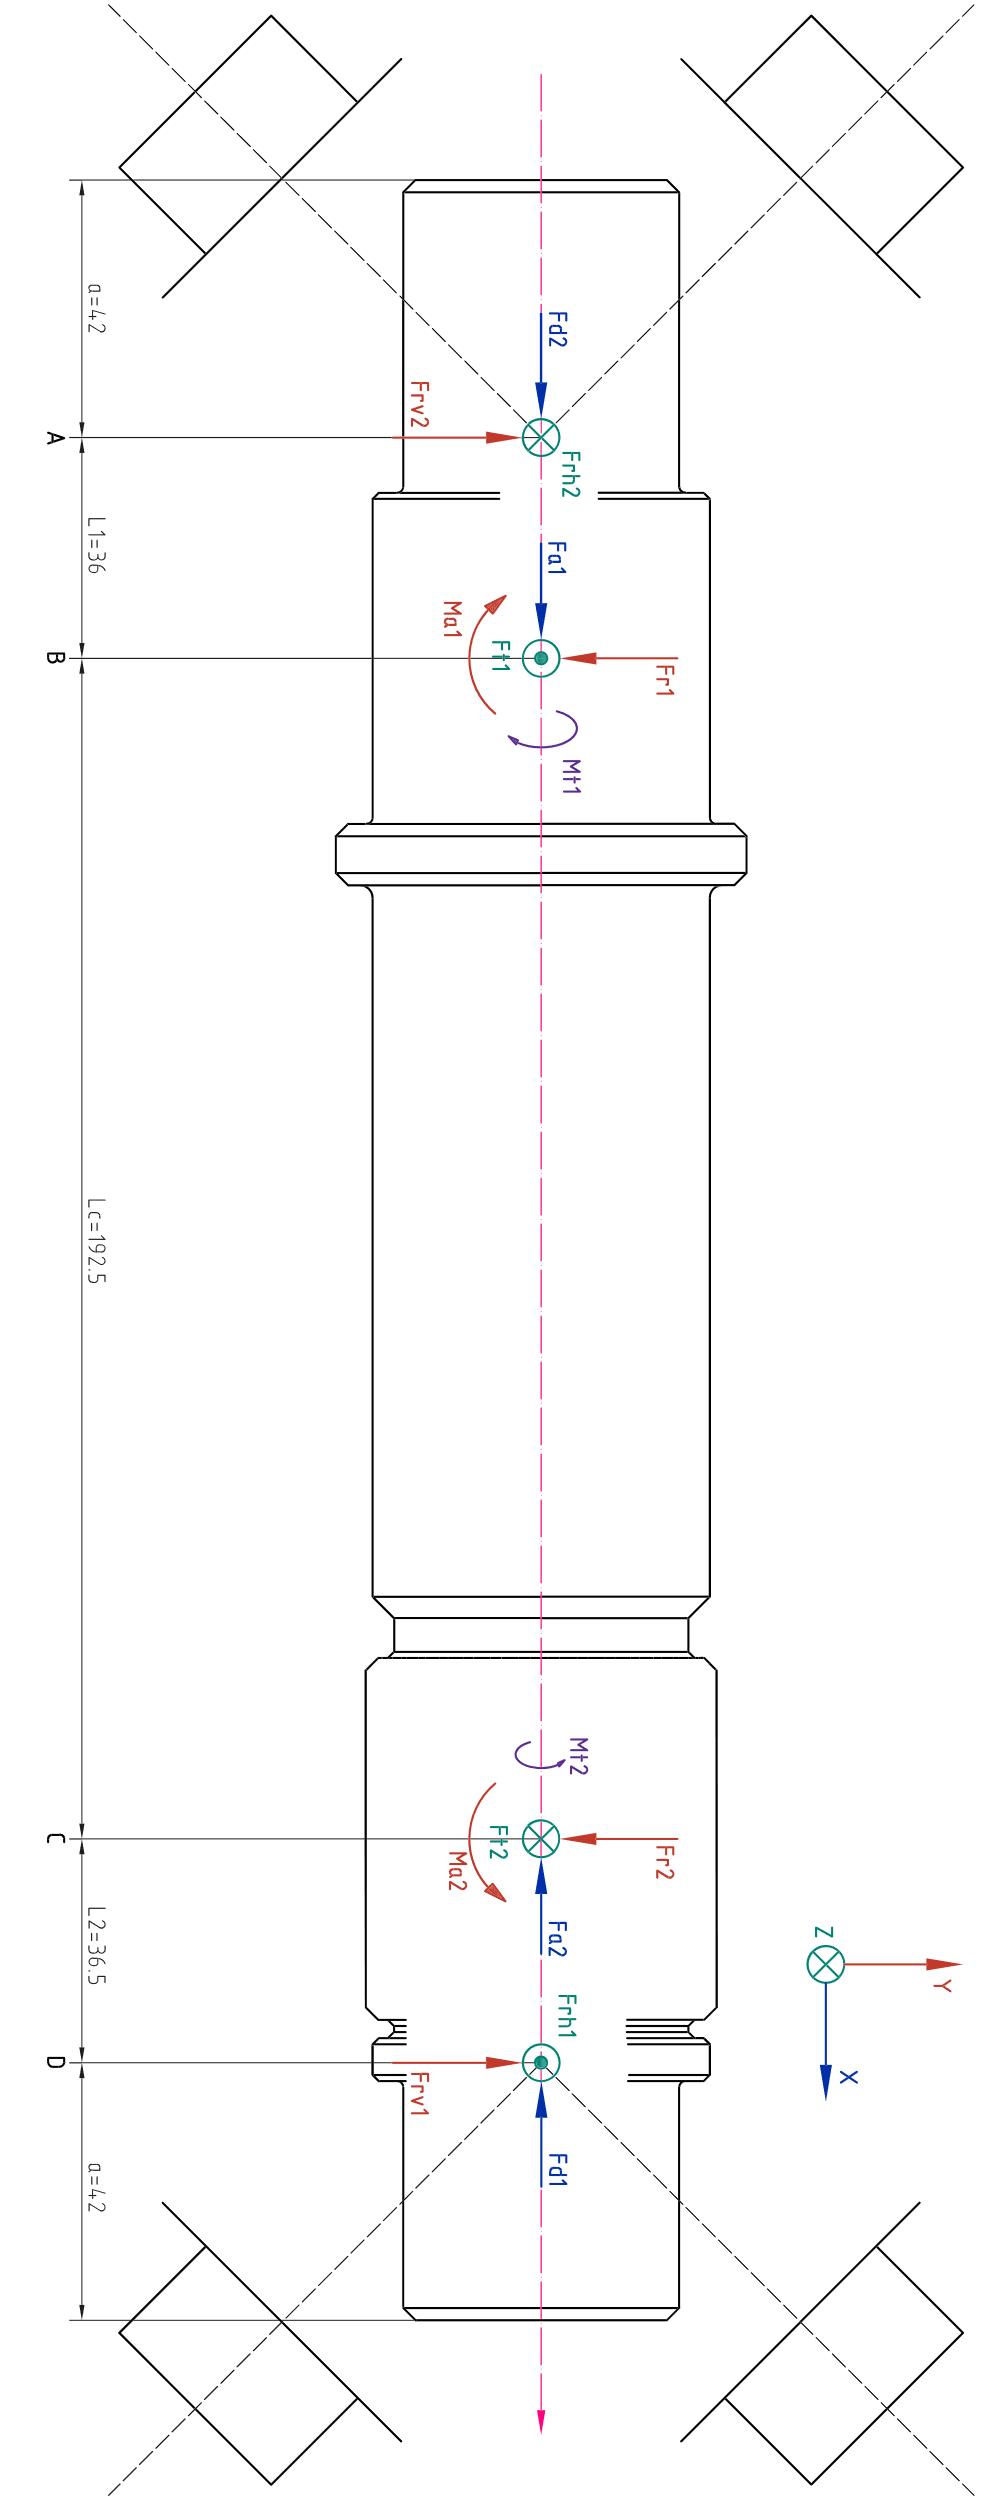 Fd2
Frv2
Frh2
a=42
A
Fa1
L1=36
Ma1
Ft1
Fr1
B
Mt1
Lc=192.5
Mt2
Ft2
Fr2
C
Ma2
Fa2
L2=36.5
Z
Y
X
Frh1
D
Frv1
Fd1
a=42